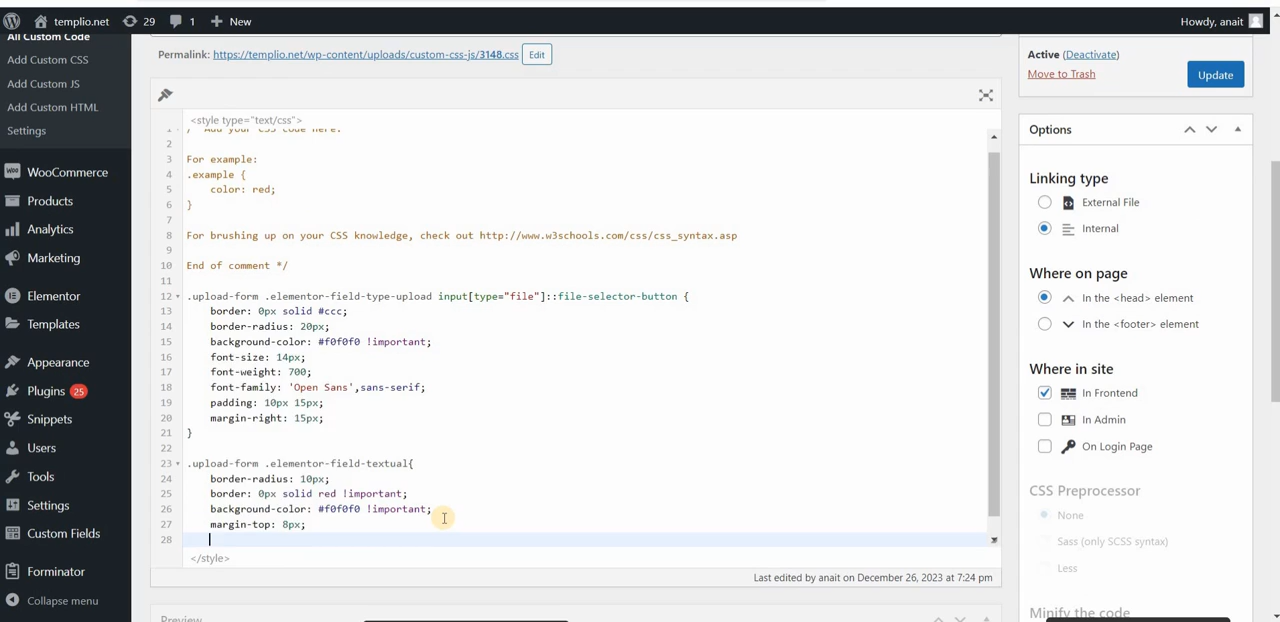 templio.net
29
1
New
Howdy, anait
All Custom Code
Add Custom CSS
Add Custom JS
Add Custom HTML
Settings
WooCommerce
Products
Analytics
Marketing
Elementor
Templates
Appearance
Plugins 25
Snippets
Users
Tools
Settings
Custom Fields
Forminator
Collapse menu
Permalink: https://templio.net/wp-content/uploads/custom-css-js/3148.css Edit
<style type="text/css">
1 /* Add your CSS code here.
2
3 For example:
4 .example {
5 color: red;
6 }
7
8 For brushing up on your CSS knowledge, check out http://www.w3schools.com/css/css_syntax.asp
9
10 End of comment */
11
12 .upload-form .elementor-field-type-upload input[type="file"]::file-selector-button {
13 border: 0px solid #ccc;
14 border-radius: 20px;
15 background-color: #f0f0f0 !important;
16 font-size: 14px;
17 font-weight: 700;
18 font-family: 'Open Sans',sans-serif;
19 padding: 10px 15px;
20 margin-right: 15px;
21 }
22
23 .upload-form .elementor-field-textual{
24 border-radius: 10px;
25 border: 0px solid red !important;
26 background-color: #f0f0f0 !important;
27 margin-top: 8px;
28
</style>
Last edited by anait on December 26, 2023 at 7:24 pm
Preview
Active (Deactivate)
Move to Trash
Update
Options
Linking type
External File
Internal
Where on page
In the <head> element
In the <footer> element
Where in site
In Frontend
In Admin
On Login Page
CSS Preprocessor
None
Sass (only SCSS syntax)
Less
Minify the code